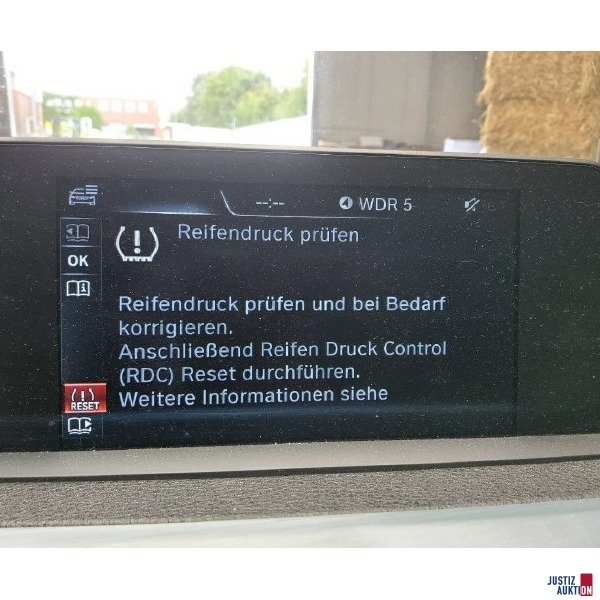 --:-- WDR 5
Reifendruck prüfen
OK
Reifendruck prüfen und bei Bedarf
korrigieren.
Anschließend Reifen Druck Control
(RDC) Reset durchführen.
RESET
Weitere Informationen siehe
JUSTIZ
AUKTION